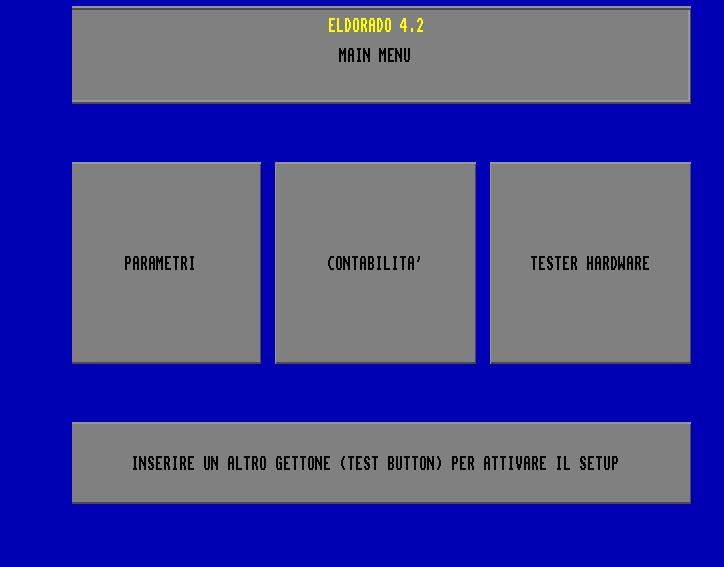 ELDORADO 4.2
MAIN MENU
PARAMETRI
CONTABILITA'
TESTER HARDWARE
INSERIRE UN ALTRO GETTONE (TEST BUTTON) PER ATTIVARE IL SETUP